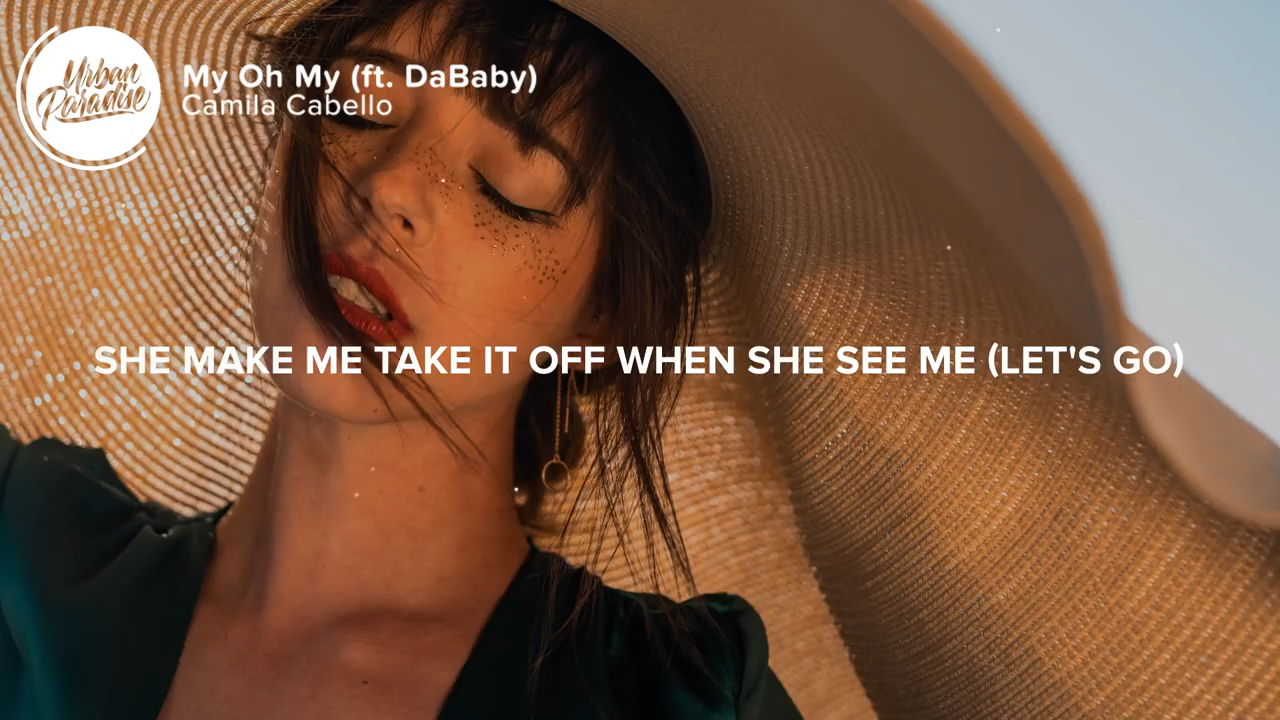 Urban
Paradise
My Oh My (ft. DaBaby)
Camila Cabello
SHE MAKE ME TAKE IT OFF WHEN SHE SEE ME (LET'S GO)